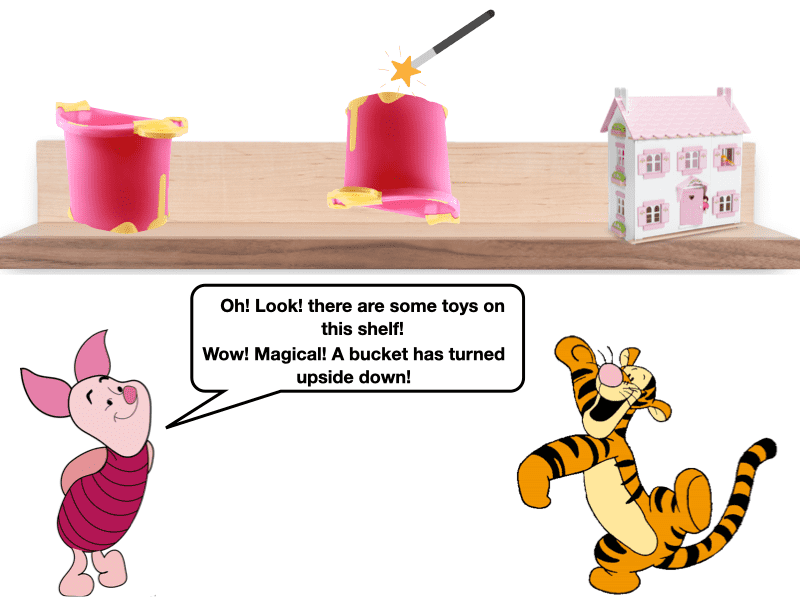 Oh! Look! there are some toys on
this shelf!
Wow! Magical! A bucket has turned
upside down!